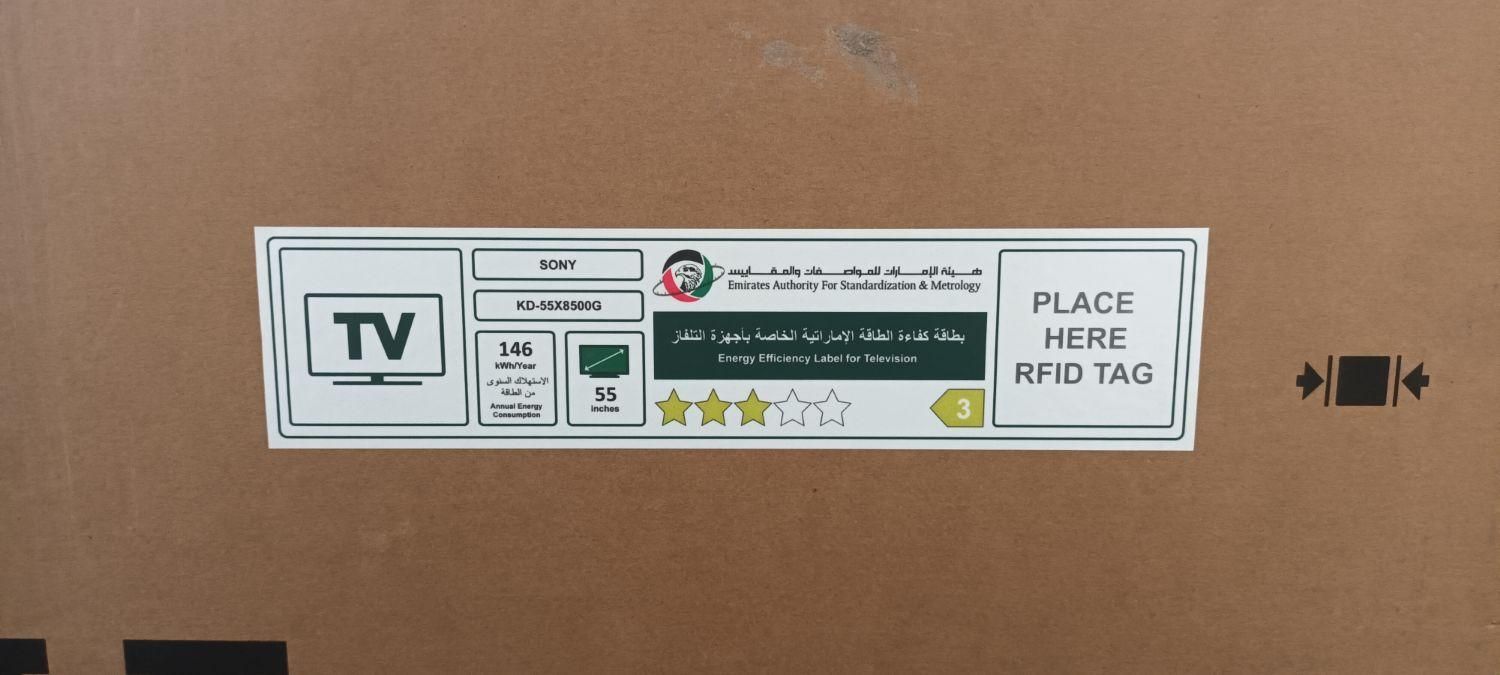 TV
SONY
KD-55X8500G
146
kWh/Year
الاستهلاك السنوى
من الطاقة
Annual Energy
Consumption
55
inches
هيئة الإمارات للمواصفات والمقاييس
Emirates Authority For Standardization & Metrology
بطاقة كفاءة الطاقة الإماراتية الخاصة بأجهزة التلفاز
Energy Efficiency Label for Television
3
PLACE
HERE
RFID TAG